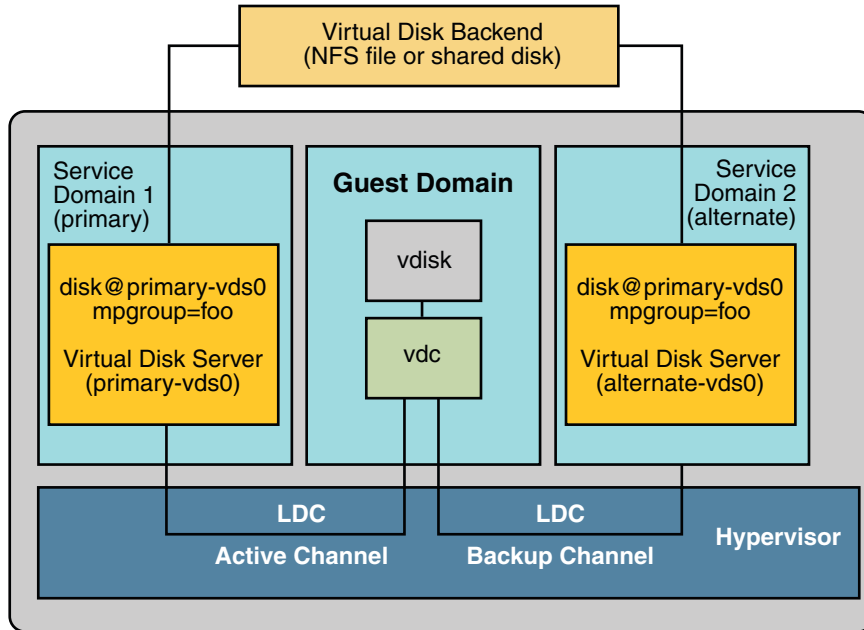 Virtual Disk Backend
(NFS file or shared disk)
Service
Domain 1
(primary)
disk@primary-vds0
mpgroup=foo
Virtual Disk Server
(primary-vds0)
Guest Domain
vdisk
vdc
Service
Domain 2
(alternate)
disk@primary-vds0
mpgroup=foo
Virtual Disk Server
(alternate-vds0)
LDC
Active Channel
LDC
Backup Channel
Hypervisor